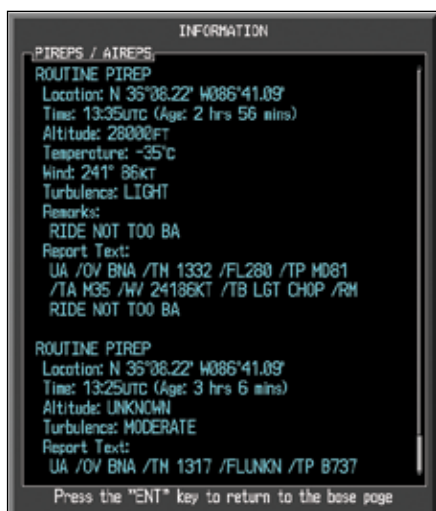 INFORMATION
PIREPS / AIREPS
ROUTINE PIREP
Location: N 36°08.22' W086°41.09'
Time: 13:35UTC (Age: 2 hrs 56 mins)
Altitude: 28000FT
Temperature: -35°C
Wind: 241° 86KT
Turbulence: LIGHT
Remarks:
RIDE NOT TOO BA
Report Text:
UA /OV BNA /TM 1332 /FL280 /TP MD81
/TA M35 /WV 24186KT /TB LGT CHOP /RM
RIDE NOT TOO BA
ROUTINE PIREP
Location: N 36°08.22' W086°41.09'
Time: 13:25UTC (Age: 3 hrs 6 mins)
Altitude: UNKNOWN
Turbulence: MODERATE
Report Text:
UA /OV BNA /TM 1317 /FLUNKN /TP B737
Press the "ENT" key to return to the base page